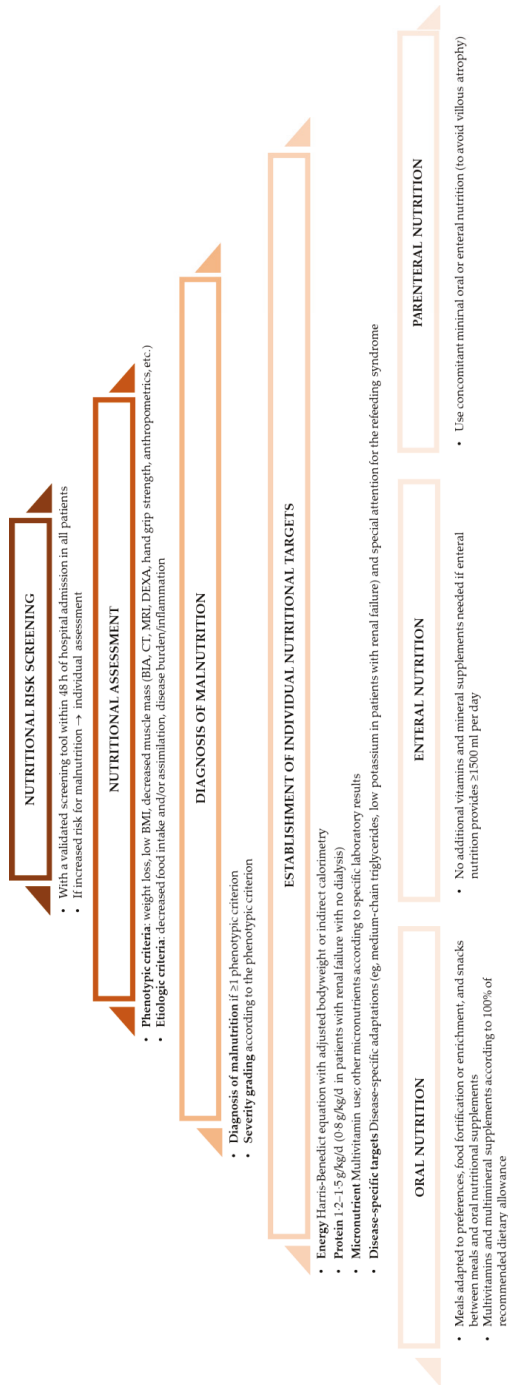 NUTRITIONAL RISK SCREENING
• With a validated screening tool within 48 h of hospital admission in all patients
• If increased risk for malnutrition → individual assessment
NUTRITIONAL ASSESSMENT
• Phenotypic criteria: weight loss, low BMI, decreased muscle mass (BIA, CT, MRI, DEXA, hand grip strength, anthropometrics, etc.)
• Etiologic criteria: decreased food intake and/or assimilation, disease burden/inflammation
DIAGNOSIS OF MALNUTRITION
• Diagnosis of malnutrition if ≥1 phenotypic criterion
• Severity grading according to the phenotypic criterion
ESTABLISHMENT OF INDIVIDUAL NUTRITIONAL TARGETS
• Energy Harris-Benedict equation with adjusted bodyweight or indirect calorimetry
• Protein 1·2–1·5 g/kg/d (0·8 g/kg/d in patients with renal failure with no dialysis)
• Micronutrient Multivitamin use; other micronutrients according to specific laboratory results
• Disease-specific targets Disease-specific adaptations (eg, medium-chain triglycerides, low potassium in patients with renal failure) and special attention for the refeeding syndrome
ORAL NUTRITION
• Meals adapted to preferences, food fortification or enrichment, and snacks
between meals and oral nutritional supplements
• Multivitamins and multimineral supplements according to 100% of
recommended dietary allowance
ENTERAL NUTRITION
• No additional vitamins and mineral supplements needed if enteral
nutrition provides ≥1500 ml per day
PARENTERAL NUTRITION
• Use concomitant minimal oral or enteral nutrition (to avoid villous atrophy)